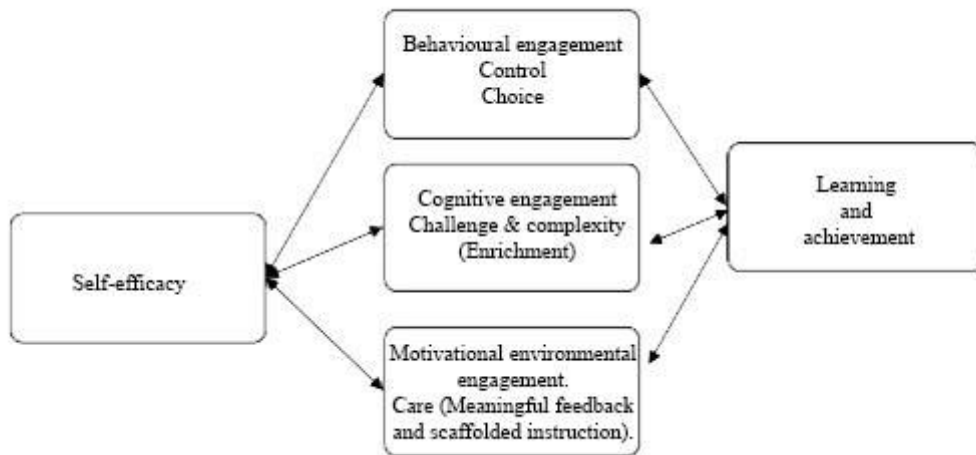 Behavioural engagement
Control
Choice
Cognitive engagement
Challenge & complexity
(Enrichment)
Learning
and
achievement
Self-efficacy
Motivational environmental
engagement.
Care (Meaningful feedback
and scaffolded instruction).